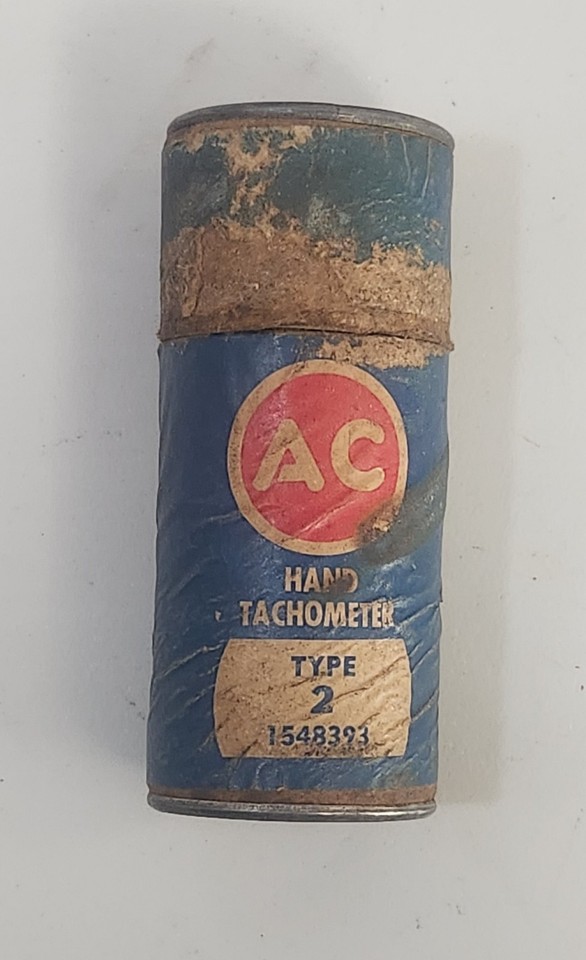 AC
HAND
TACHOMETER
TYPE
2
1548393